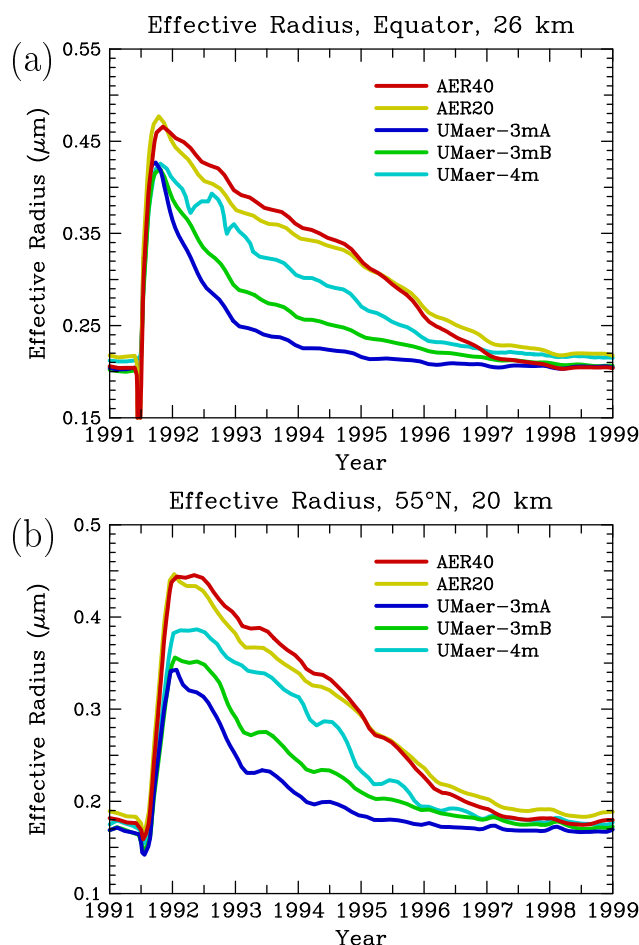 Effective Radius, Equator, 26 km
(a)
0.55
0.45
0.35
0.25
0.15
Effective Radius (μm)
AER40
AER20
UMaer-3mA
UMaer-3mB
UMaer-4m
1991 1992 1993 1994 1995 1996 1997 1998 1999
Year
Effective Radius, 55°N, 20 km
(b)
0.5
0.4
0.3
0.2
0.1
Effective Radius (μm)
AER40
AER20
UMaer-3mA
UMaer-3mB
UMaer-4m
1991 1992 1993 1994 1995 1996 1997 1998 1999
Year